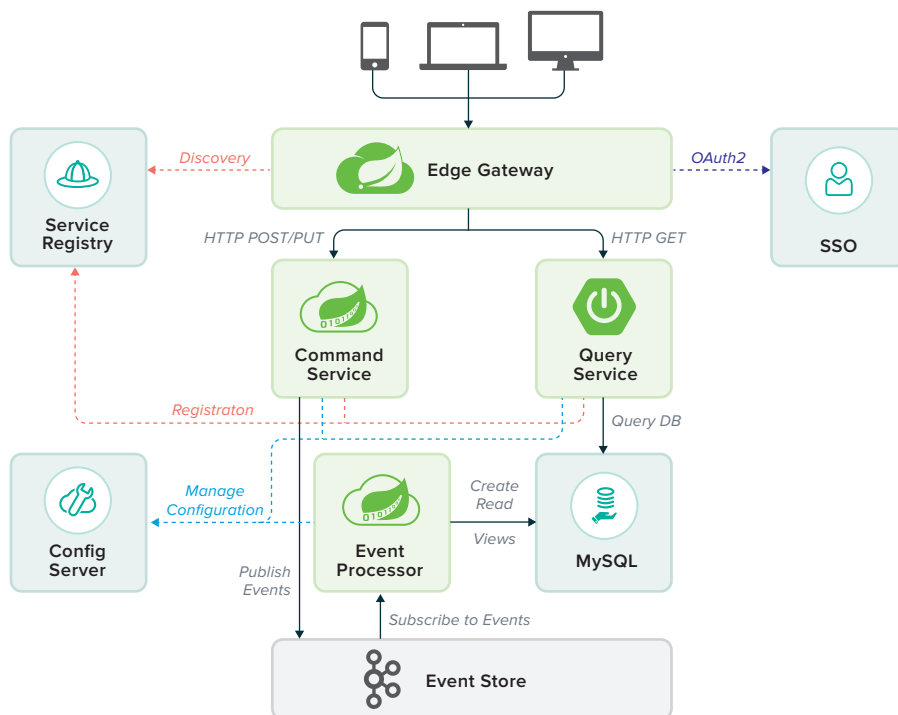 Discovery
Edge Gateway
OAuth2
Service
Registry
SSO
HTTP POST/PUT
HTTP GET
Command
Service
Query
Service
Registraton
Query DB
Manage
Configuration
Create
Read
Views
Config
Server
Event
Processor
MySQL
Publish
Events
Subscribe to Events
Event Store